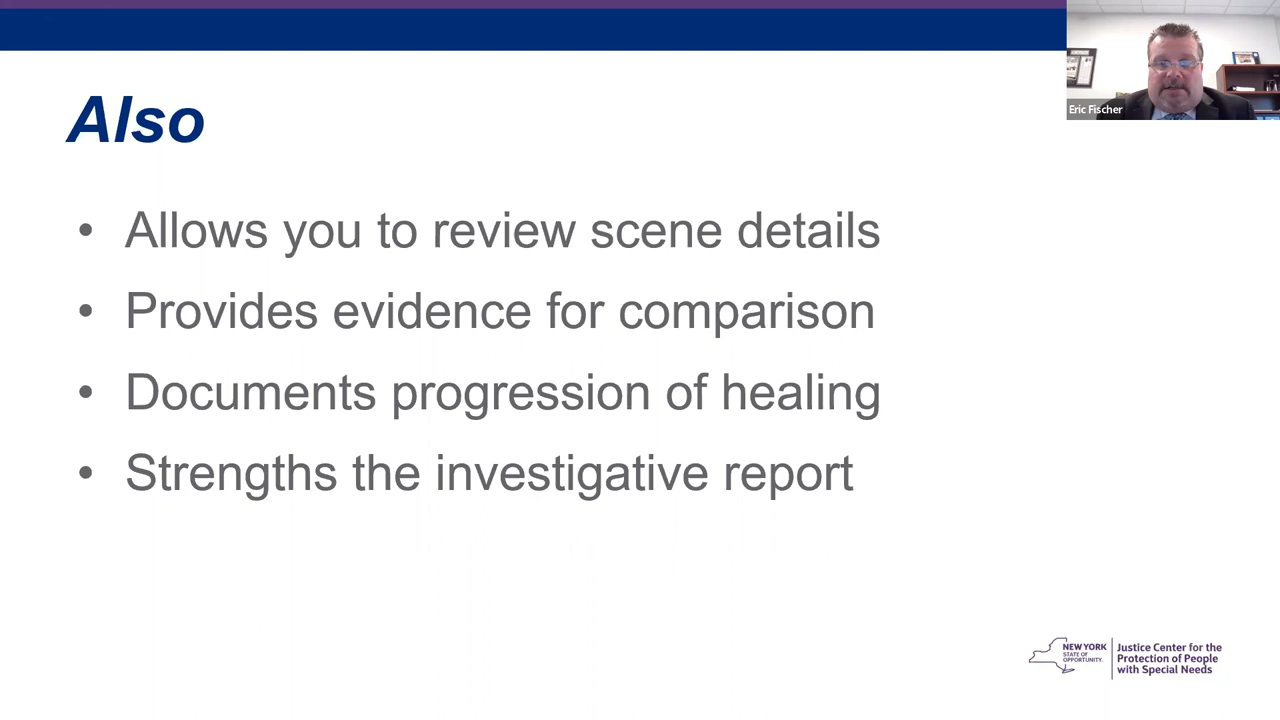 Eric Fischer
Also
• Allows you to review scene details
• Provides evidence for comparison
• Documents progression of healing
• Strengths the investigative report
NEW YORK
STATE OF
OPPORTUNITY.
Justice Center for the
Protection of People
with Special Needs